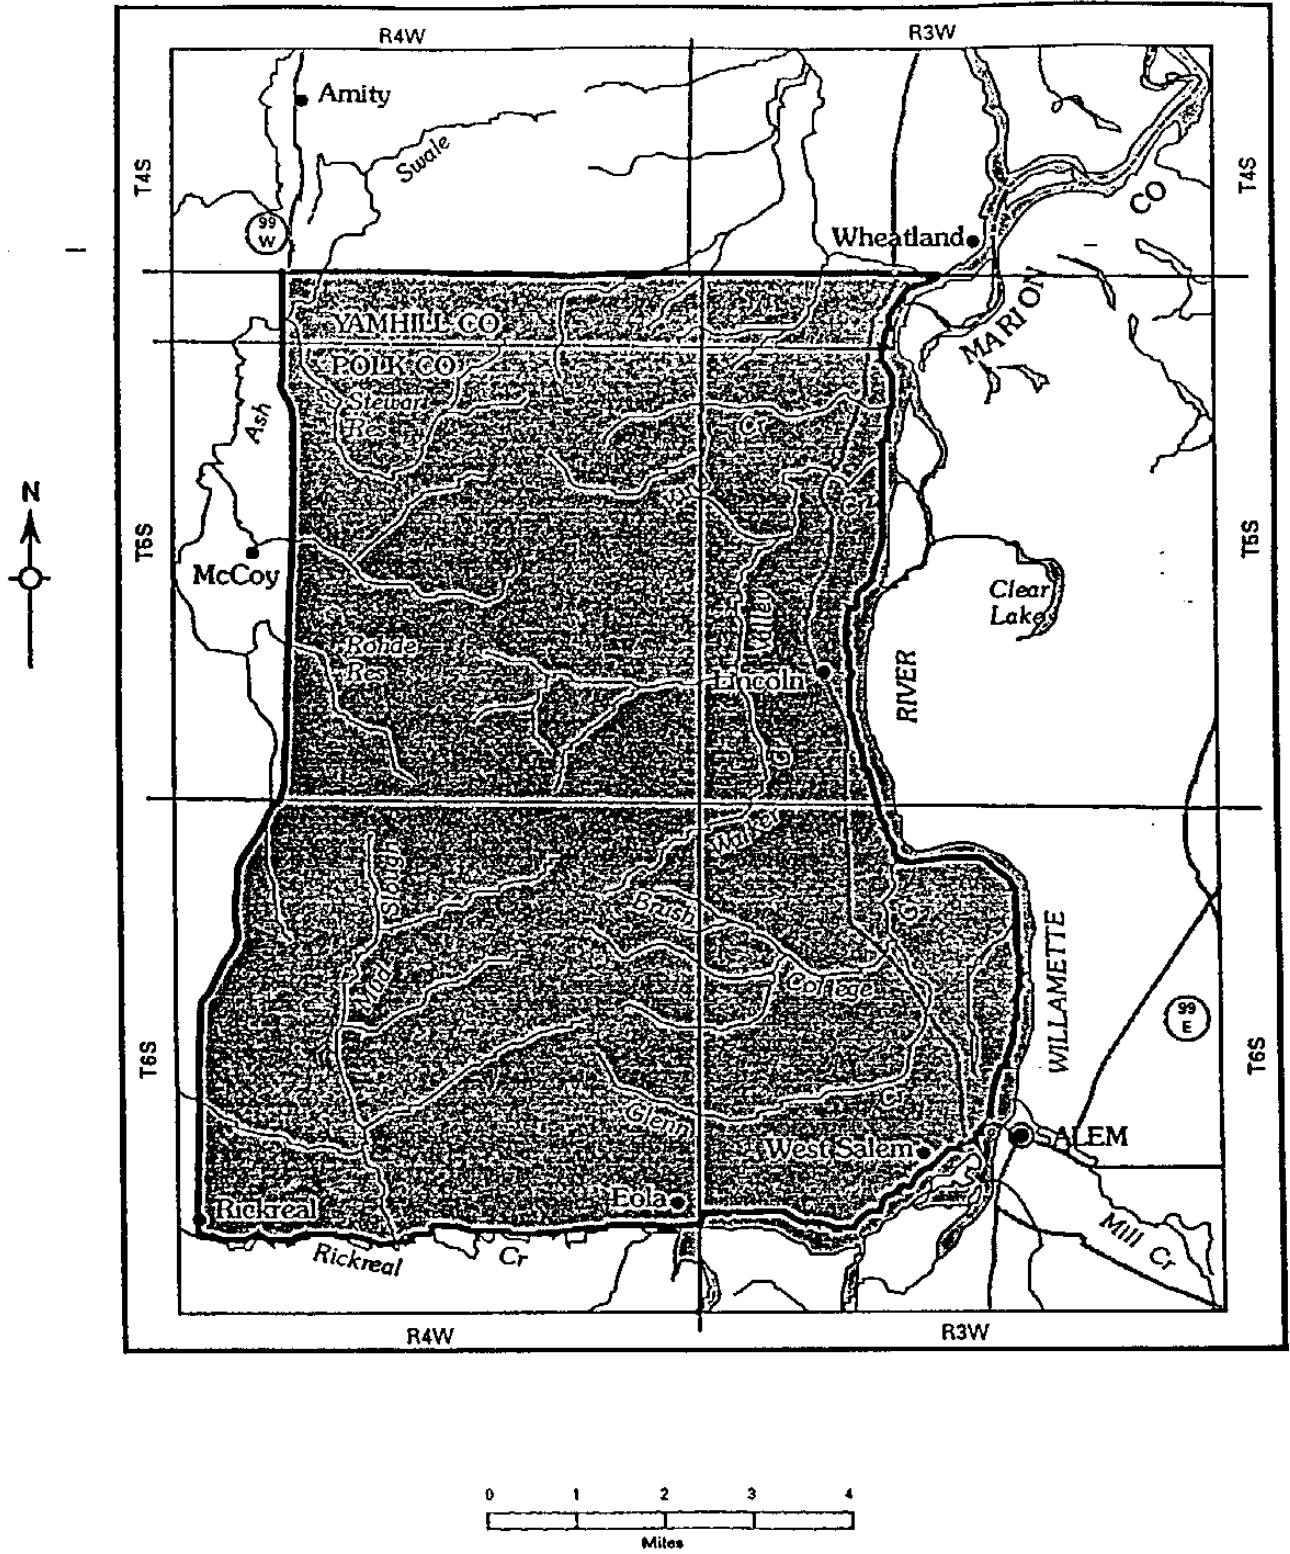 R4W
R3W
Amity
Swale
T4S
T4S
CO
99
W
Wheatland
MARION
YAMHILL CO
POLK CO
Stewart
Res
Ash
Cr
N
T5S
T5S
McCoy
Cr
Clear
Lake
Valley
Ronde
Res
Lincoln
RIVER
Cr
Walker
Slough
Brush
Cr
Mud
College
WILLAMETTE
99
E
T6S
T6S
Glenn
Cr
West Salem
SALEM
Eola
Rickreal
Rickreal
Cr
Mill Cr
R4W
R3W
0 1 2 3 4
Miles